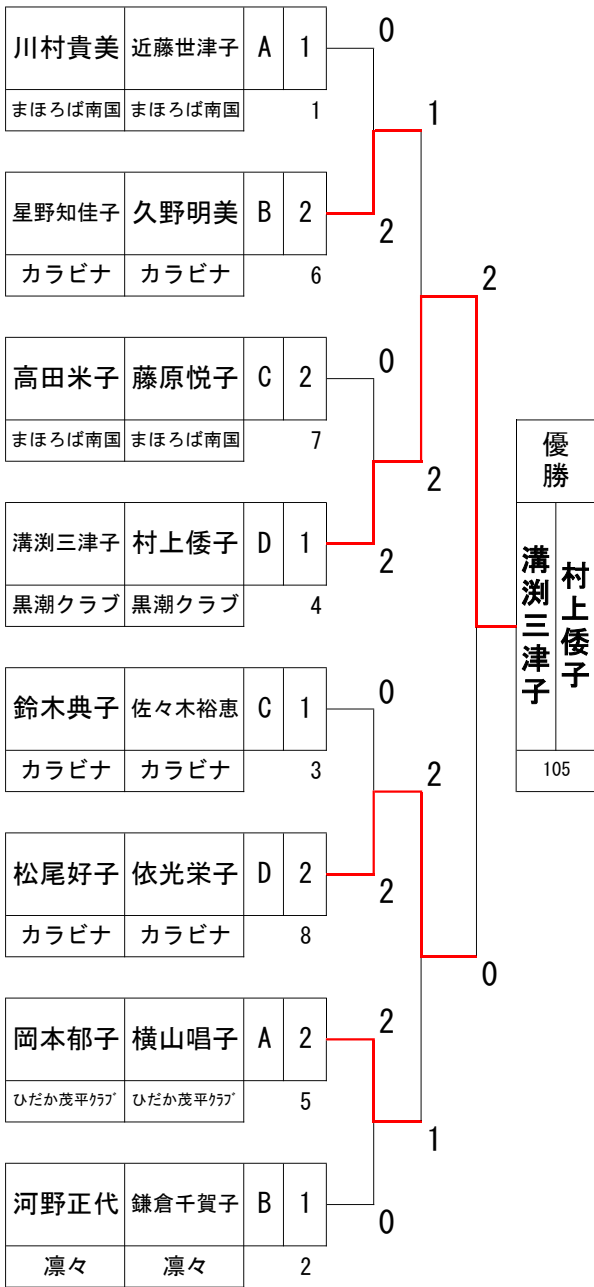 川村貴美 近藤世津子 A 1
まほろば南国 まほろば南国 1
0
1
星野知佳子 久野明美 B 2
カラビナ カラビナ 6
2
2
高田米子 藤原悦子 C 2
まほろば南国 まほろば南国 7
0
2
溝渕三津子 村上倭子 D 1
黒潮クラブ 黒潮クラブ 4
2
鈴木典子 佐々木裕恵 C 1
カラビナ カラビナ 3
0
2
松尾好子 依光栄子 D 2
カラビナ カラビナ 8
2
0
岡本郁子 横山唱子 A 2
ひだか茂平クラブ ひだか茂平クラブ 5
2
1
河野正代 鎌倉千賀子 B 1
凛々 凛々 2
0
優勝
溝渕三津子
村上倭子
105